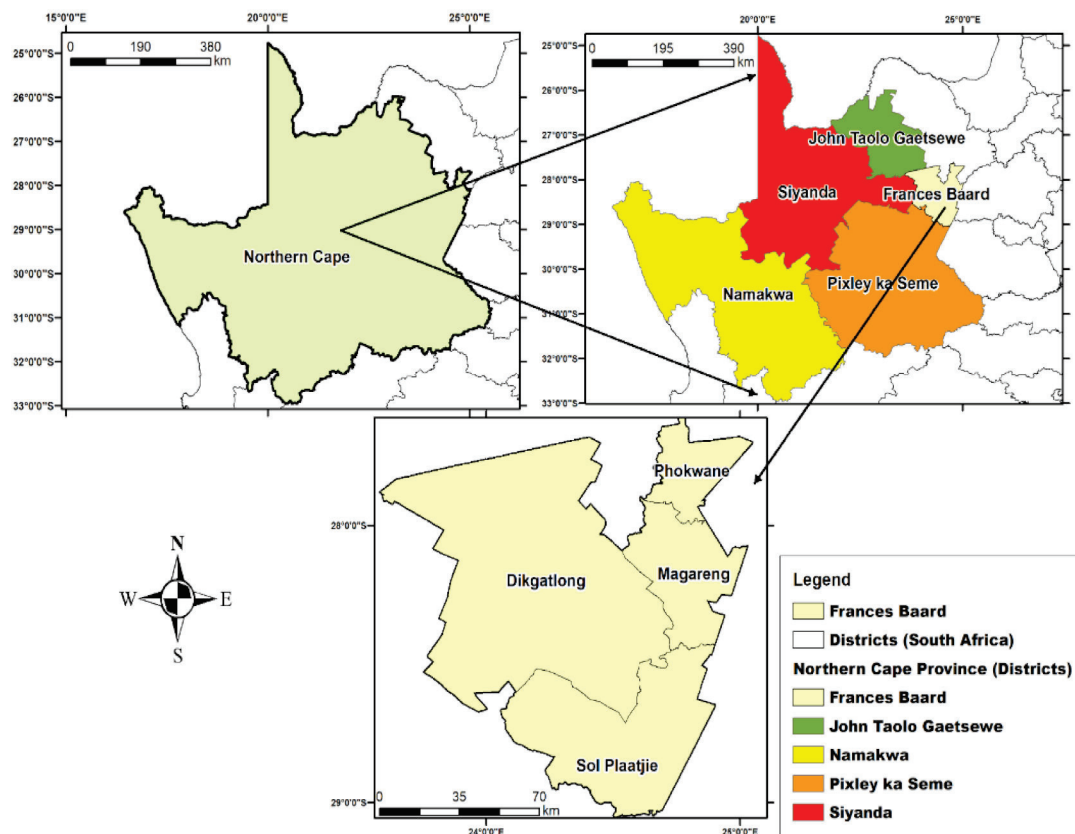 15°0'0"E 20°0'0"E 25°0'0"E
0 190 380
km
25°0'0"S
26°0'0"S
27°0'0"S
28°0'0"S
29°0'0"S
30°0'0"S
31°0'0"S
32°0'0"S
33°0'0"S
Northern Cape
20°0'0"E 25°0'0"E
0 195 390
km
25°0'0"S
26°0'0"S
27°0'0"S
28°0'0"S
29°0'0"S
30°0'0"S
31°0'0"S
32°0'0"S
33°0'0"S
John Taolo Gaetsewe
Siyanda
Frances Baard
Namakwa
Pixley ka Seme
Phokwane
28°0'0"S
Dikgatlong
Magareng
Sol Plaatjie
0 35 70
km
29°0'0"S
N
W E
S
Legend
Frances Baard
Districts (South Africa)
Northern Cape Province (Districts)
Frances Baard
John Taolo Gaetsewe
Namakwa
Pixley ka Seme
Siyanda